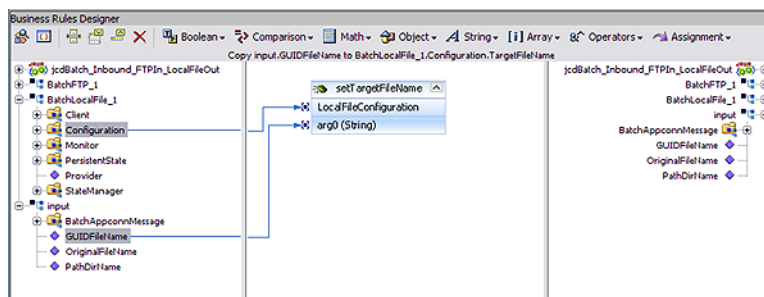 Business Rules Designer
Boolean Comparison Math Object A String [i] Array Operators Assignment
Copy input.GUIDFileName to BatchLocalFile_1.Configuration.TargetFileName
jcdBatch_Inbound_FTPIn_LocalFileOut
BatchFTP_1
BatchLocalFile_1
Client
Configuration
Monitor
PersistentState
Provider
StateManager
input
BatchAppconnMessage
GUIDFileName
OriginalFileName
PathDirName
setTargetFileName
LocalFileConfiguration
arg0 (String)
jcdBatch_Inbound_FTPIn_LocalFileOut
BatchFTP_1
BatchLocalFile_1
input
BatchAppconnMessage
GUIDFileName
OriginalFileName
PathDirName